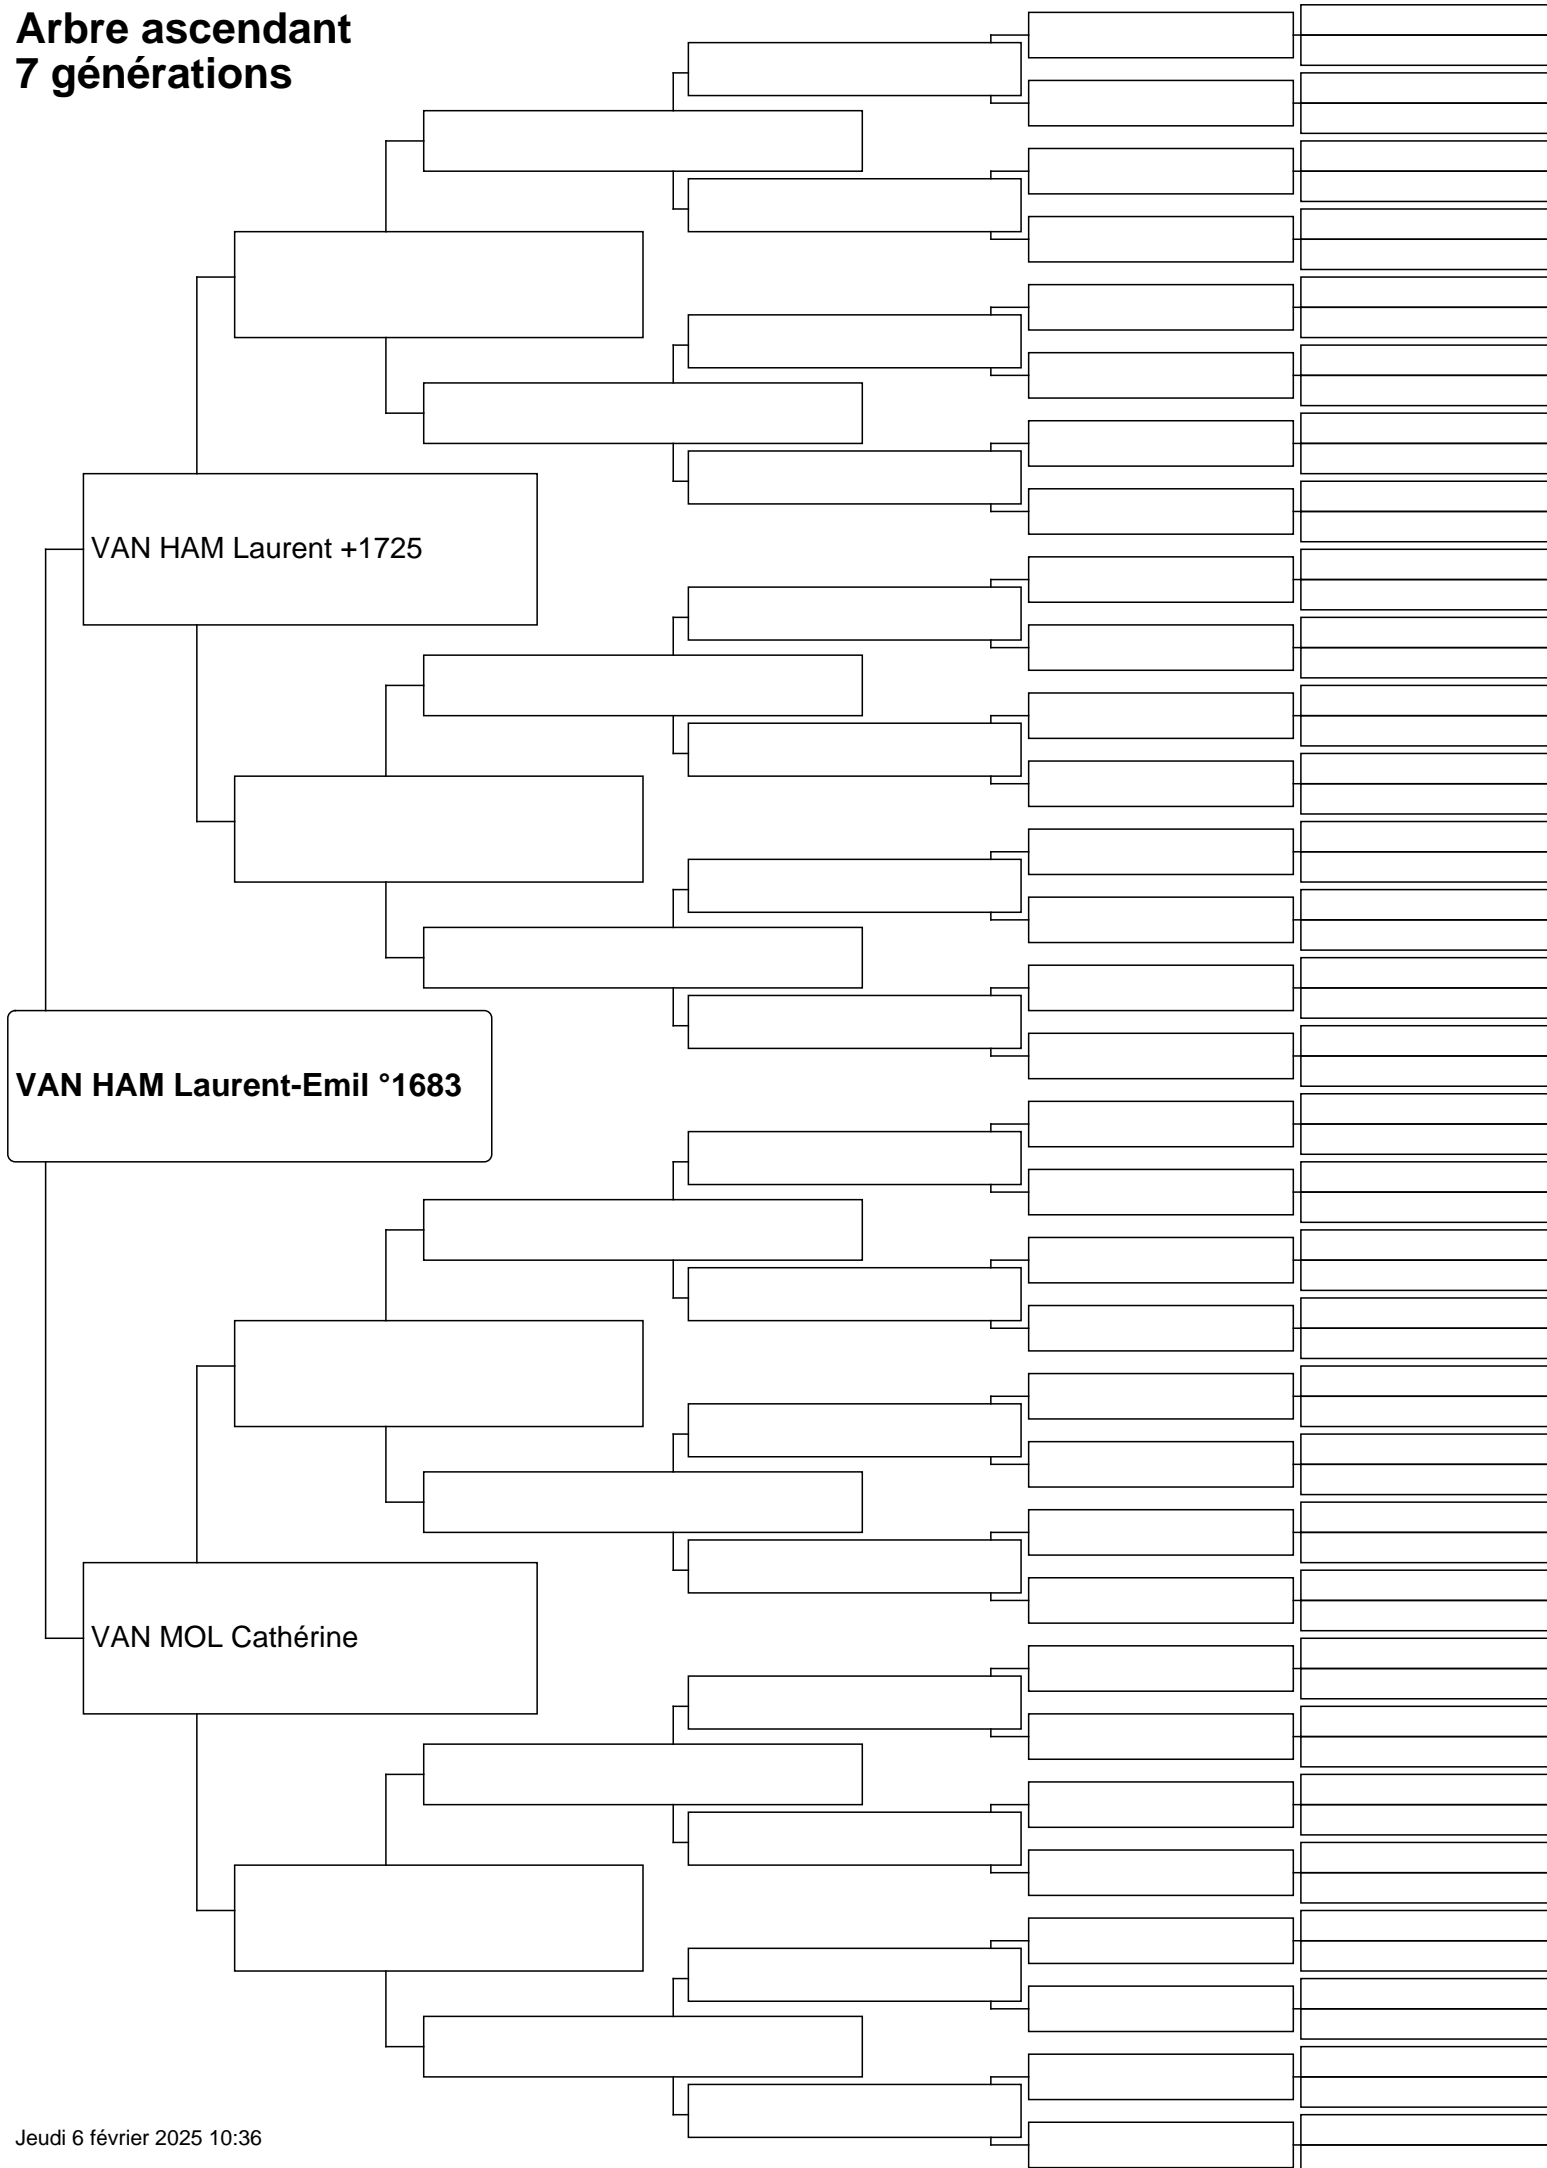 Arbre ascendant
7 générations
VAN HAM Laurent +1725
VAN HAM Laurent-Emil °1683
VAN MOL Cathérine
Jeudi 6 février 2025 10:36